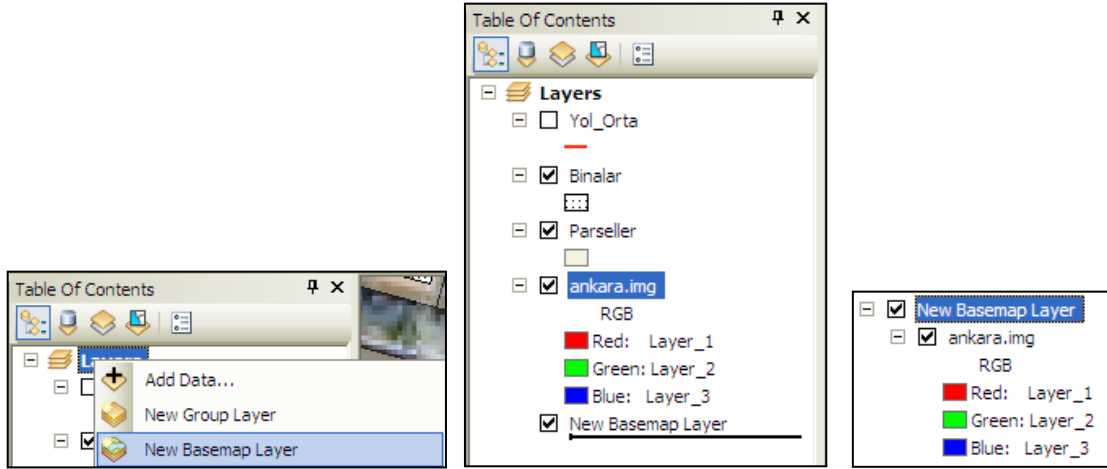 Table Of Contents
Layers
Add Data...
New Group Layer
New Basemap Layer
Table Of Contents
Layers
Yol_Orta
Binalar
Parseller
ankara.img
RGB
Red: Layer_1
Green: Layer_2
Blue: Layer_3
New Basemap Layer
New Basemap Layer
ankara.img
RGB
Red: Layer_1
Green: Layer_2
Blue: Layer_3